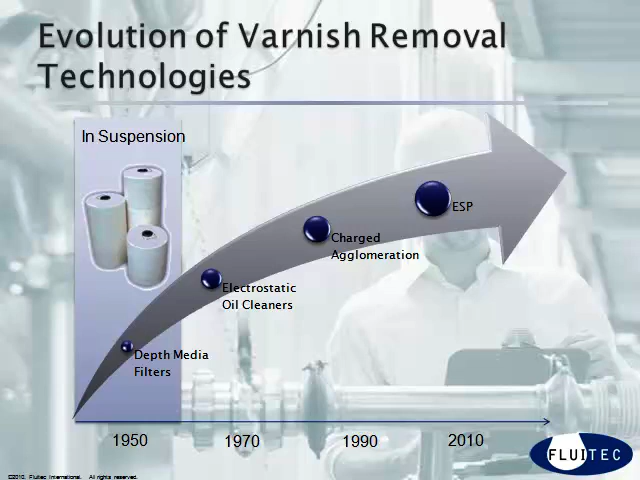 Evolution of Varnish Removal
Technologies
In Suspension
ESP
Charged
Agglomeration
Electrostatic
Oil Cleaners
Depth Media
Filters
1950
1970
1990
2010
FLUITEC
©2010. Fluitec International. All rights reserved.